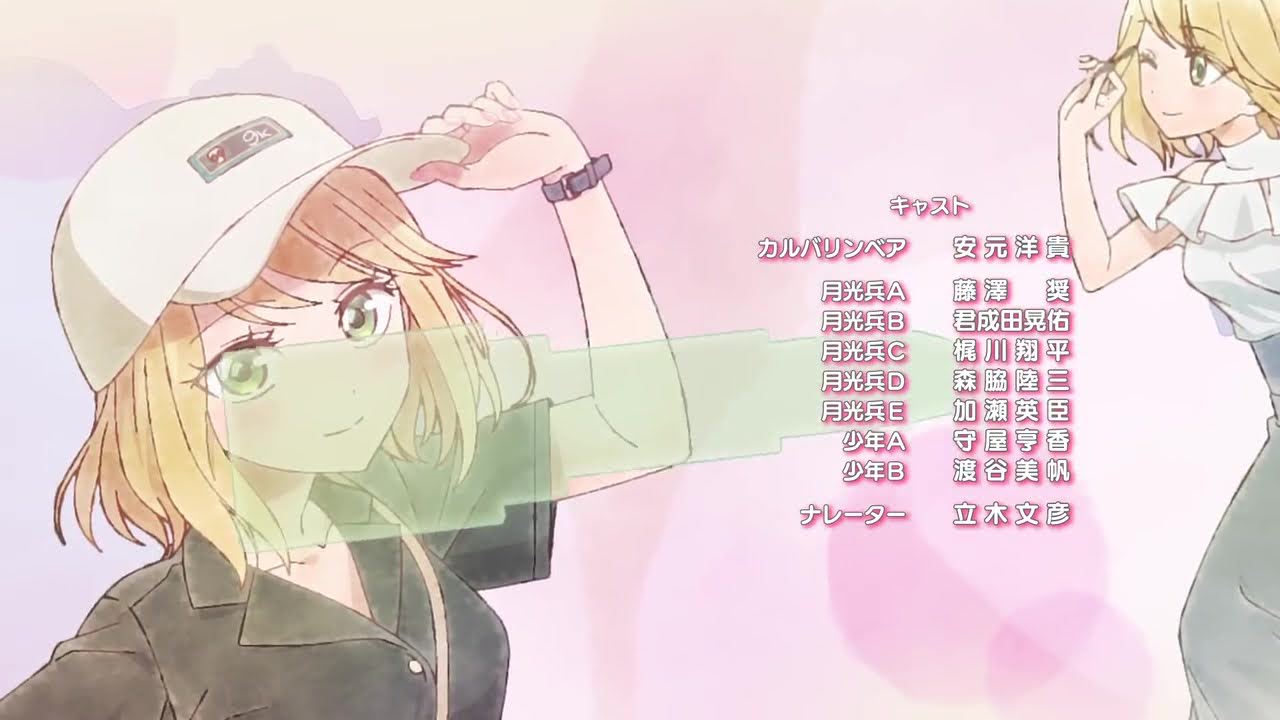 キャスト
カルバリンベア 安元洋貴
月光兵A 藤澤 奨
月光兵B 君成田晃佑
月光兵C 梶川翔平
月光兵D 森脇陸三
月光兵E 加瀬英臣
少年A 守屋亨香
少年B 渡谷美帆
ナレーター 立木文彦